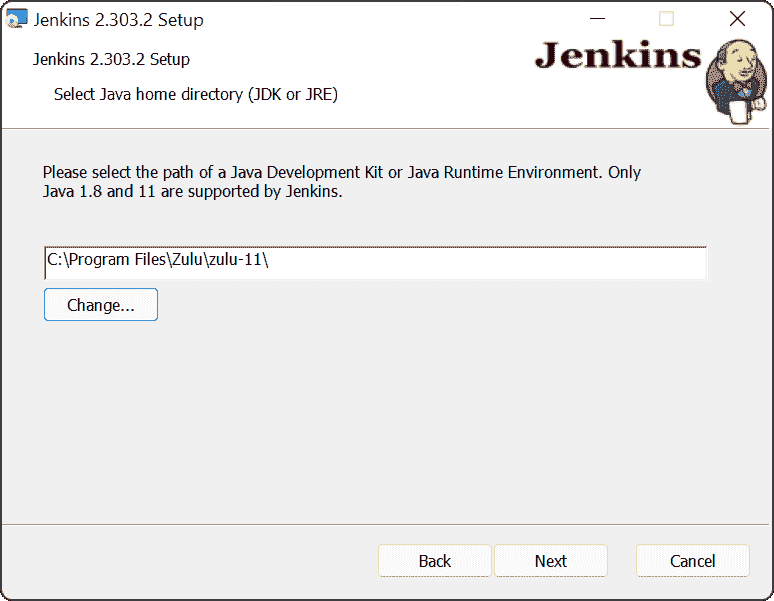 Jenkins 2.303.2 Setup
Jenkins 2.303.2 Setup
Jenkins
Select Java home directory (JDK or JRE)
Please select the path of a Java Development Kit or Java Runtime Environment. Only
Java 1.8 and 11 are supported by Jenkins.
C:\Program Files\Zulu\zulu-11\
Change...
Back
Next
Cancel